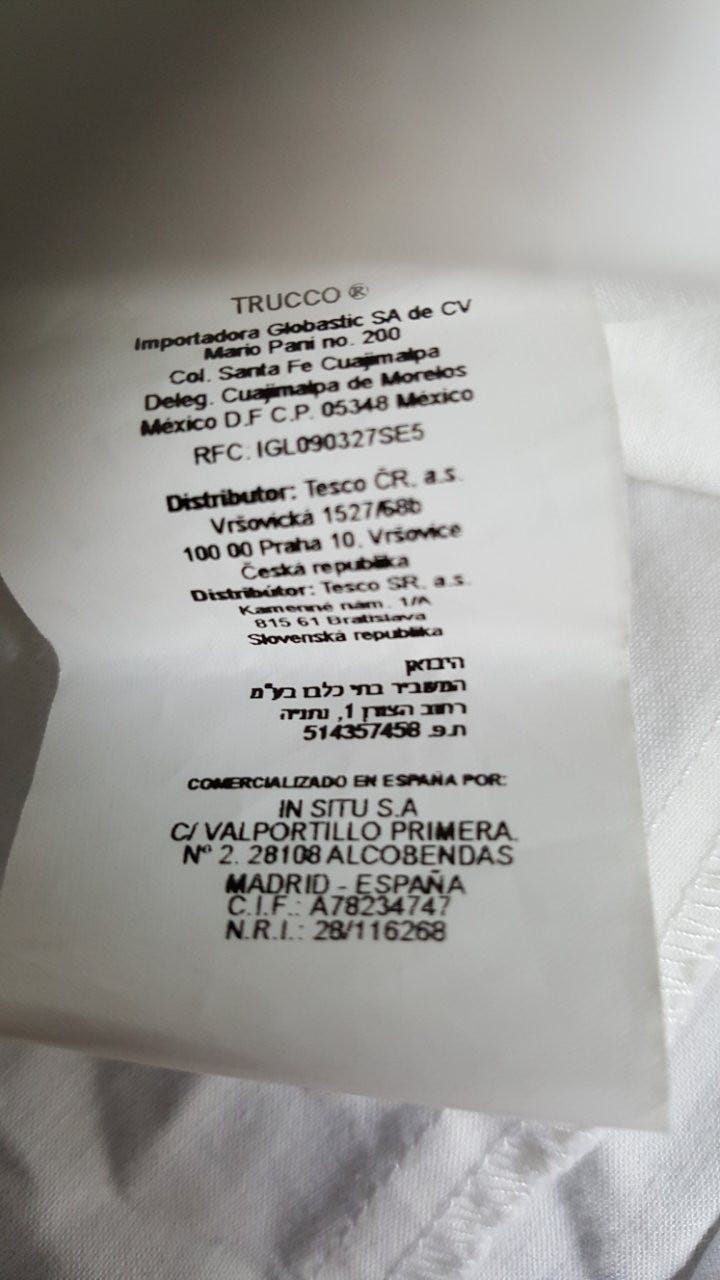 TRUCCO ®
Importadora Globastic SA de CV
Mario Pani no. 200
Col. Santa Fe Cuajimalpa
Deleg. Cuajimalpa de Morelos
México D.F C.P. 05348 México
RFC: IGL090327SE5
Distributor: Tesco ČR, a.s.
Vršovická 1527/68b
100 00 Praha 10, Vršovice
Česká republika
Distribútor: Tesco SR, a.s.
Kamenné nám. 1/A
815 61 Bratislava
Slovenská republika
היבואן
המשביר בתי כלבו בע"מ
רחוב הצורן 1, נתניה
ח.פ. 514357458
COMERCIALIZADO EN ESPAÑA POR:
IN SITU S.A
C/ VALPORTILLO PRIMERA.
Nº 2. 28108 ALCOBENDAS
MADRID - ESPAÑA
C.I.F.: A78234747
N.R.I.: 28/116268